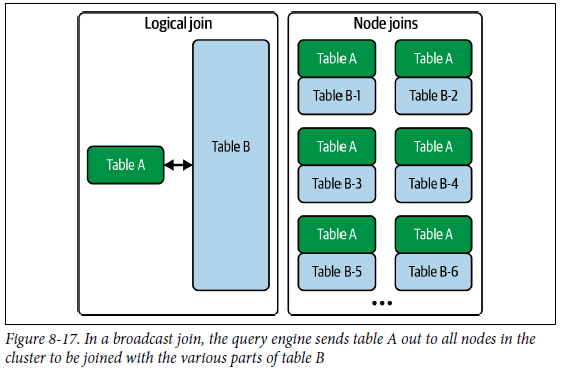 Logical join
Node joins
Table A
Table B
Table A
Table A
Table B-1
Table B-2
Table A
Table A
Table B-3
Table B-4
Table A
Table A
Table B-5
Table B-6
•••
Figure 8-17. In a broadcast join, the query engine sends table A out to all nodes in the
cluster to be joined with the various parts of table B